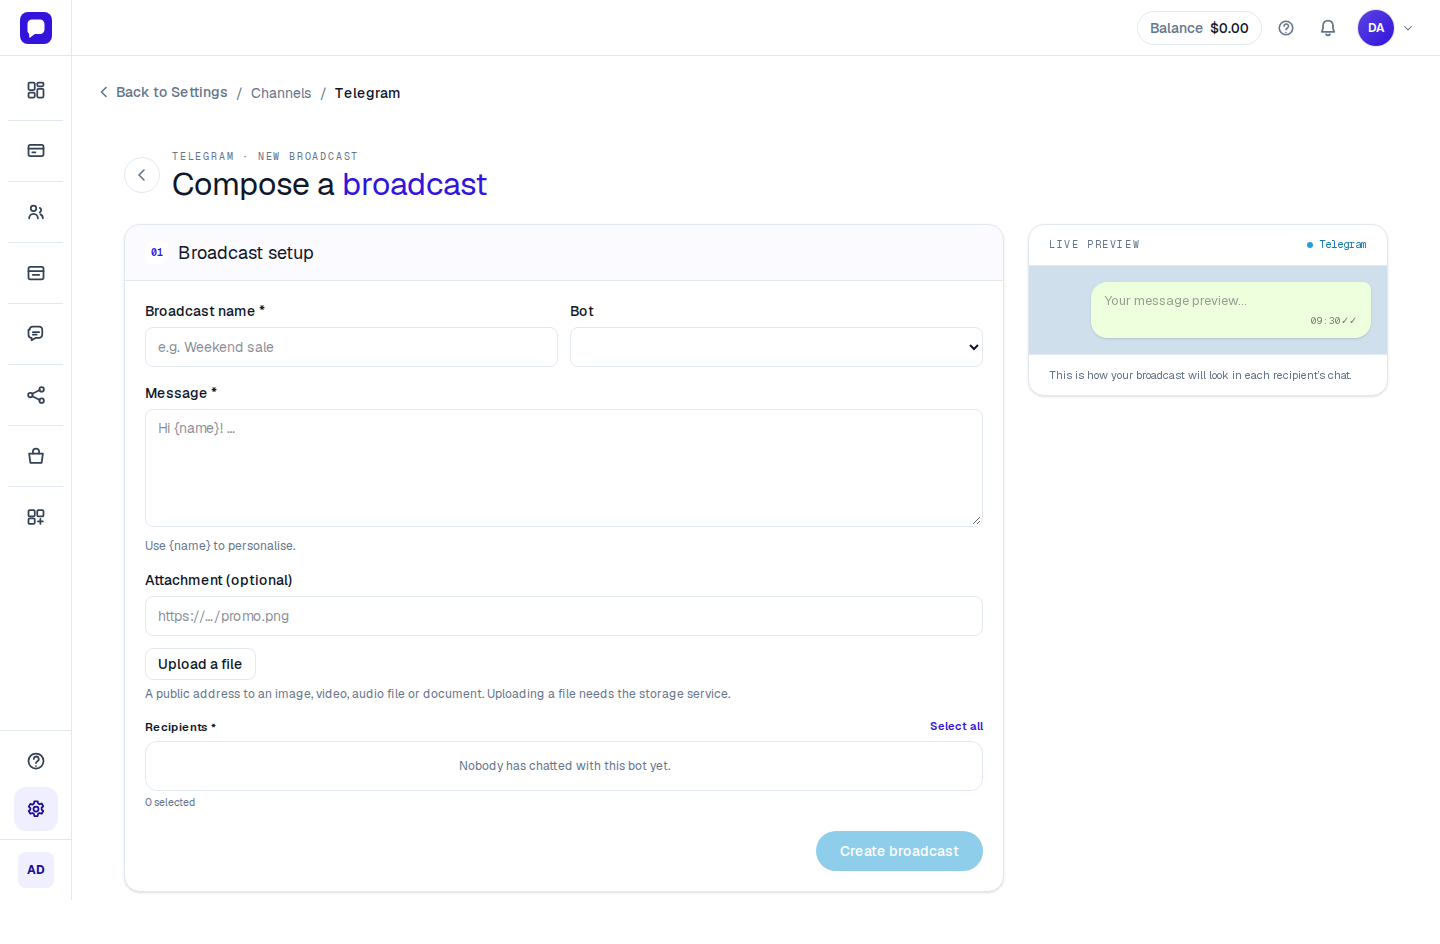 Balance $0.00
DA
Back to Settings / Channels / Telegram
TELEGRAM · NEW BROADCAST
Compose a broadcast
01 Broadcast setup
Broadcast name *
e.g. Weekend sale
Bot
Message *
Hi {name}! ...
Use {name} to personalise.
Attachment (optional)
https://.../promo.png
Upload a file
A public address to an image, video, audio file or document. Uploading a file needs the storage service.
Recipients *
Select all
Nobody has chatted with this bot yet.
0 selected
Create broadcast
LIVE PREVIEW
Telegram
Your message preview...
09:30✓✓
This is how your broadcast will look in each recipient's chat.
AD